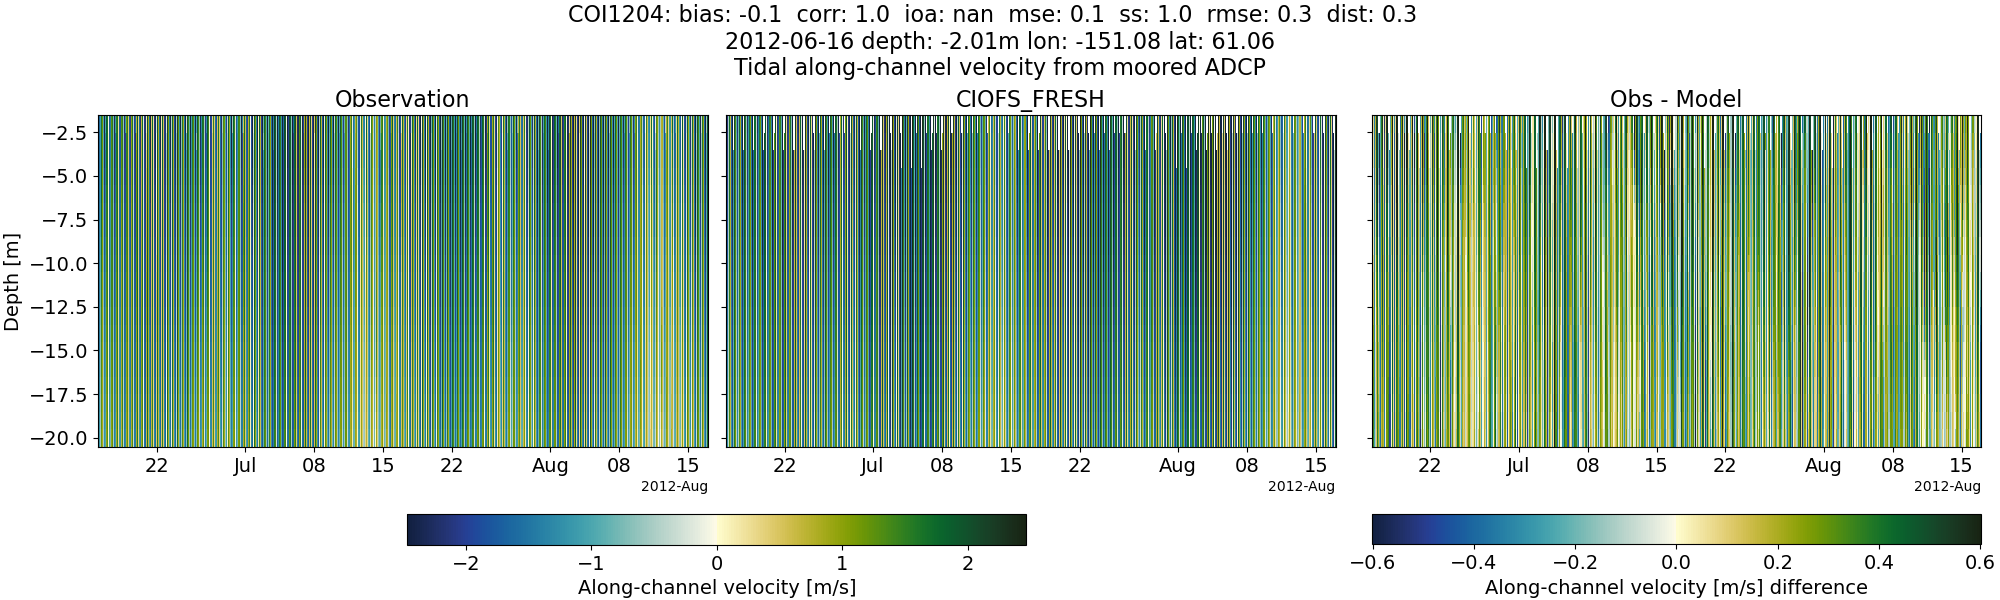 COI1204: bias: -0.1 corr: 1.0 ioa: nan mse: 0.1 ss: 1.0 rmse: 0.3 dist: 0.3
2012-06-16 depth: -2.01m lon: -151.08 lat: 61.06
Tidal along-channel velocity from moored ADCP
Observation
CIOFS_FRESH
Obs - Model
Depth [m]
−2.5
−5.0
−7.5
−10.0
−12.5
−15.0
−17.5
−20.0
22 Jul 08 15 22 Aug 08 15
2012-Aug
22 Jul 08 15 22 Aug 08 15
2012-Aug
22 Jul 08 15 22 Aug 08 15
2012-Aug
−2 −1 0 1 2
Along-channel velocity [m/s]
−0.6 −0.4 −0.2 0.0 0.2 0.4 0.6
Along-channel velocity [m/s] difference